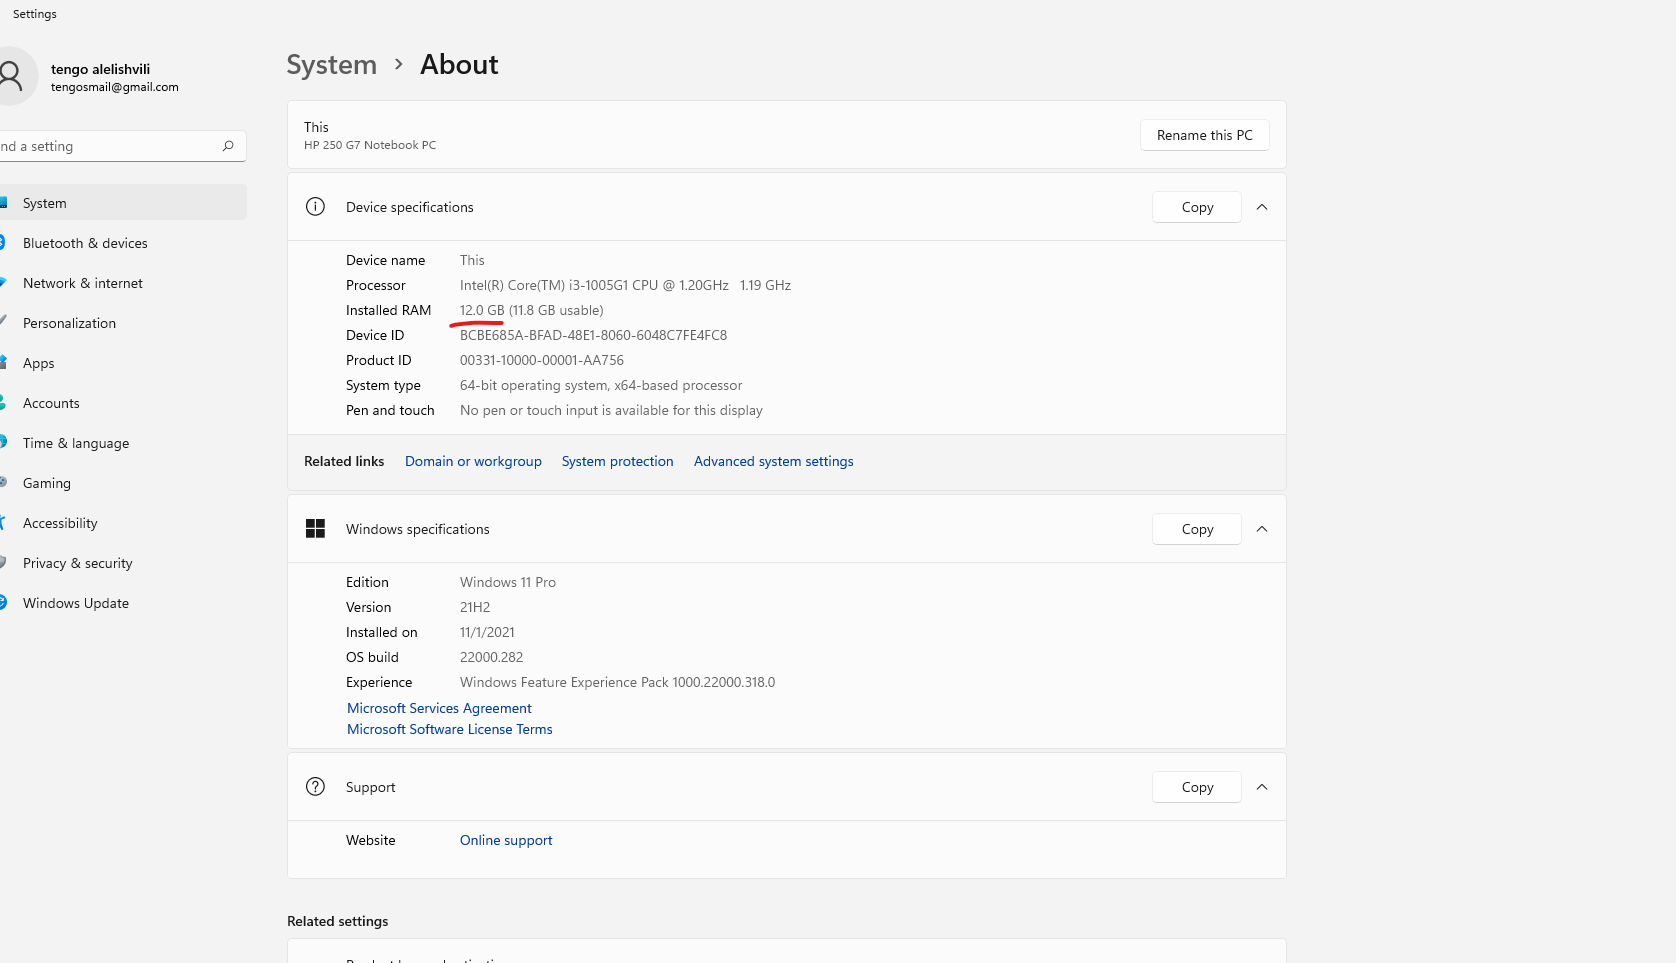 Settings
tengo alelishvili
tengosmail@gmail.com
nd a setting
System
Bluetooth & devices
Network & internet
Personalization
Apps
Accounts
Time & language
Gaming
Accessibility
Privacy & security
Windows Update
System > About
This
HP 250 G7 Notebook PC
Rename this PC
Device specifications
Copy
Device name This
Processor Intel(R) Core(TM) i3-1005G1 CPU @ 1.20GHz 1.19 GHz
Installed RAM 12.0 GB (11.8 GB usable)
Device ID BCBE685A-BFAD-48E1-8060-6048C7FE4FC8
Product ID 00331-10000-00001-AA756
System type 64-bit operating system, x64-based processor
Pen and touch No pen or touch input is available for this display
Related links Domain or workgroup System protection Advanced system settings
Windows specifications
Copy
Edition Windows 11 Pro
Version 21H2
Installed on 11/1/2021
OS build 22000.282
Experience Windows Feature Experience Pack 1000.22000.318.0
Microsoft Services Agreement
Microsoft Software License Terms
Support
Copy
Website Online support
Related settings